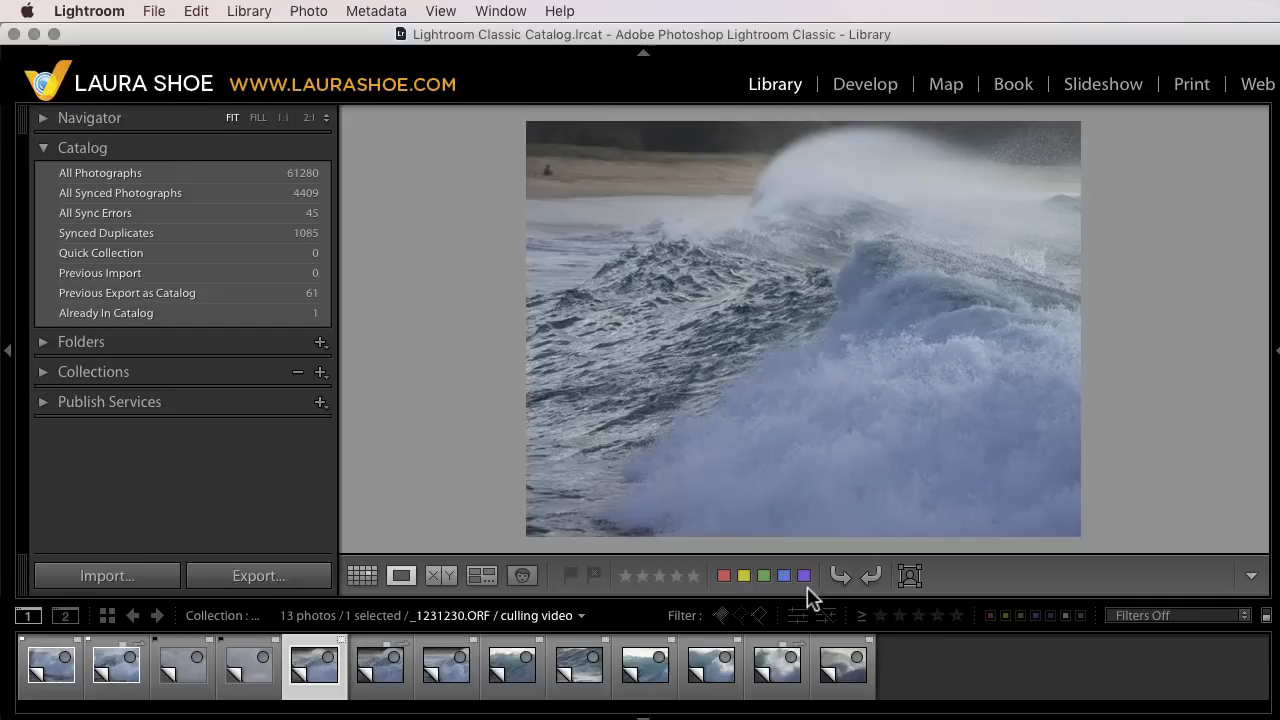 Lightroom File Edit Library Photo Metadata View Window Help
Lr Lightroom Classic Catalog.lrcat - Adobe Photoshop Lightroom Classic - Library
LAURA SHOE WWW.LAURASHOE.COM
Library | Develop | Map | Book | Slideshow | Print | Web
Navigator FIT FILL 1:1 2:1
Catalog
All Photographs 61280
All Synced Photographs 4409
All Sync Errors 45
Synced Duplicates 1085
Quick Collection 0
Previous Import 0
Previous Export as Catalog 61
Already In Catalog 1
Folders
Collections
Publish Services
Import... Export...
X Y
1 2 Collection : ... 13 photos / 1 selected / _1231230.ORF / culling video Filter : ≥ Filters Off